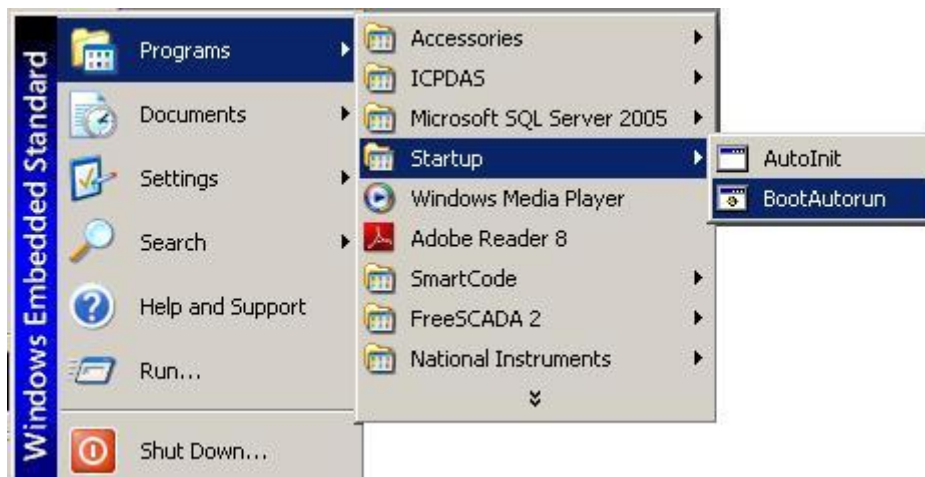 Windows Embedded Standard
Programs
Documents
Settings
Search
Help and Support
Run...
Shut Down...
Accessories
ICPDAS
Microsoft SQL Server 2005
Startup
Windows Media Player
Adobe Reader 8
SmartCode
FreeSCADA 2
National Instruments
AutoInit
BootAutorun